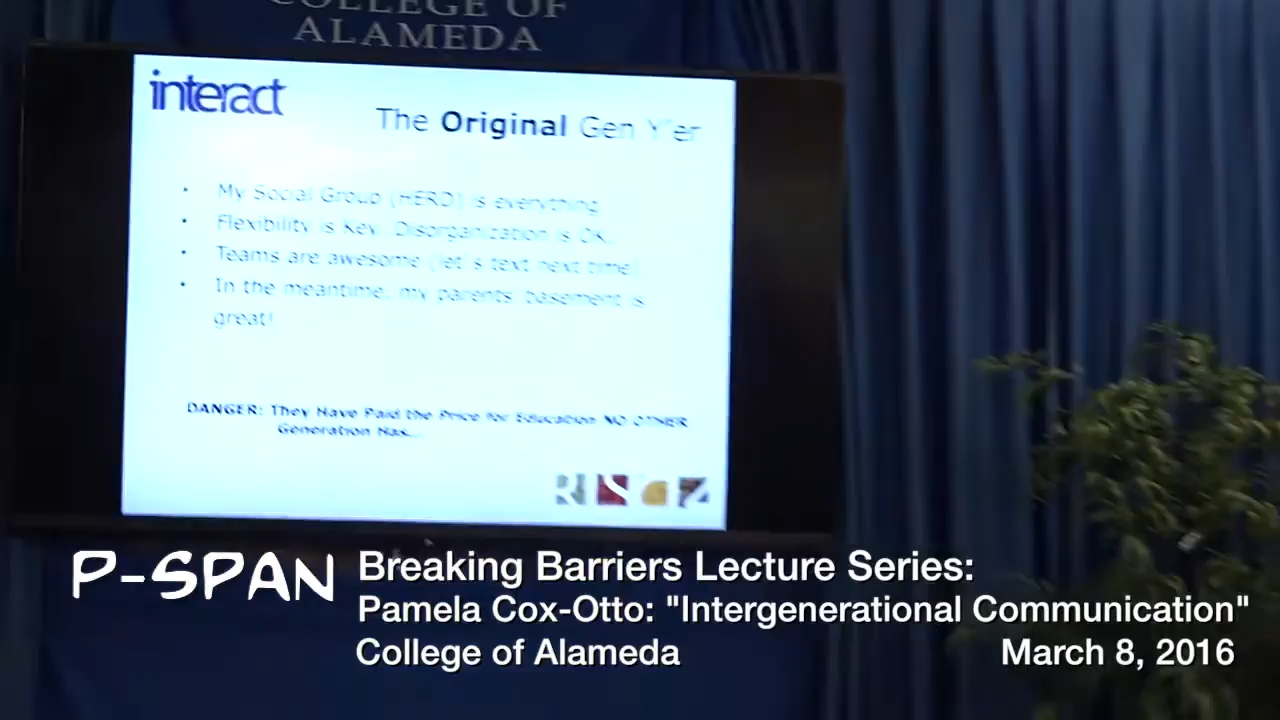 COLLEGE OF
ALAMEDA
interact
The Original Gen Y'er
• My Social Group (HERD) is everything
• Flexibility is Key. Disorganization is OK.
• Teams are awesome (let's text next time)
• In the meantime, my parents' basement is
great!
DANGER: They Have Paid the Price for Education NO OTHER
Generation Has...
P-SPAN
Breaking Barriers Lecture Series:
Pamela Cox-Otto: "Intergenerational Communication"
College of Alameda
March 8, 2016